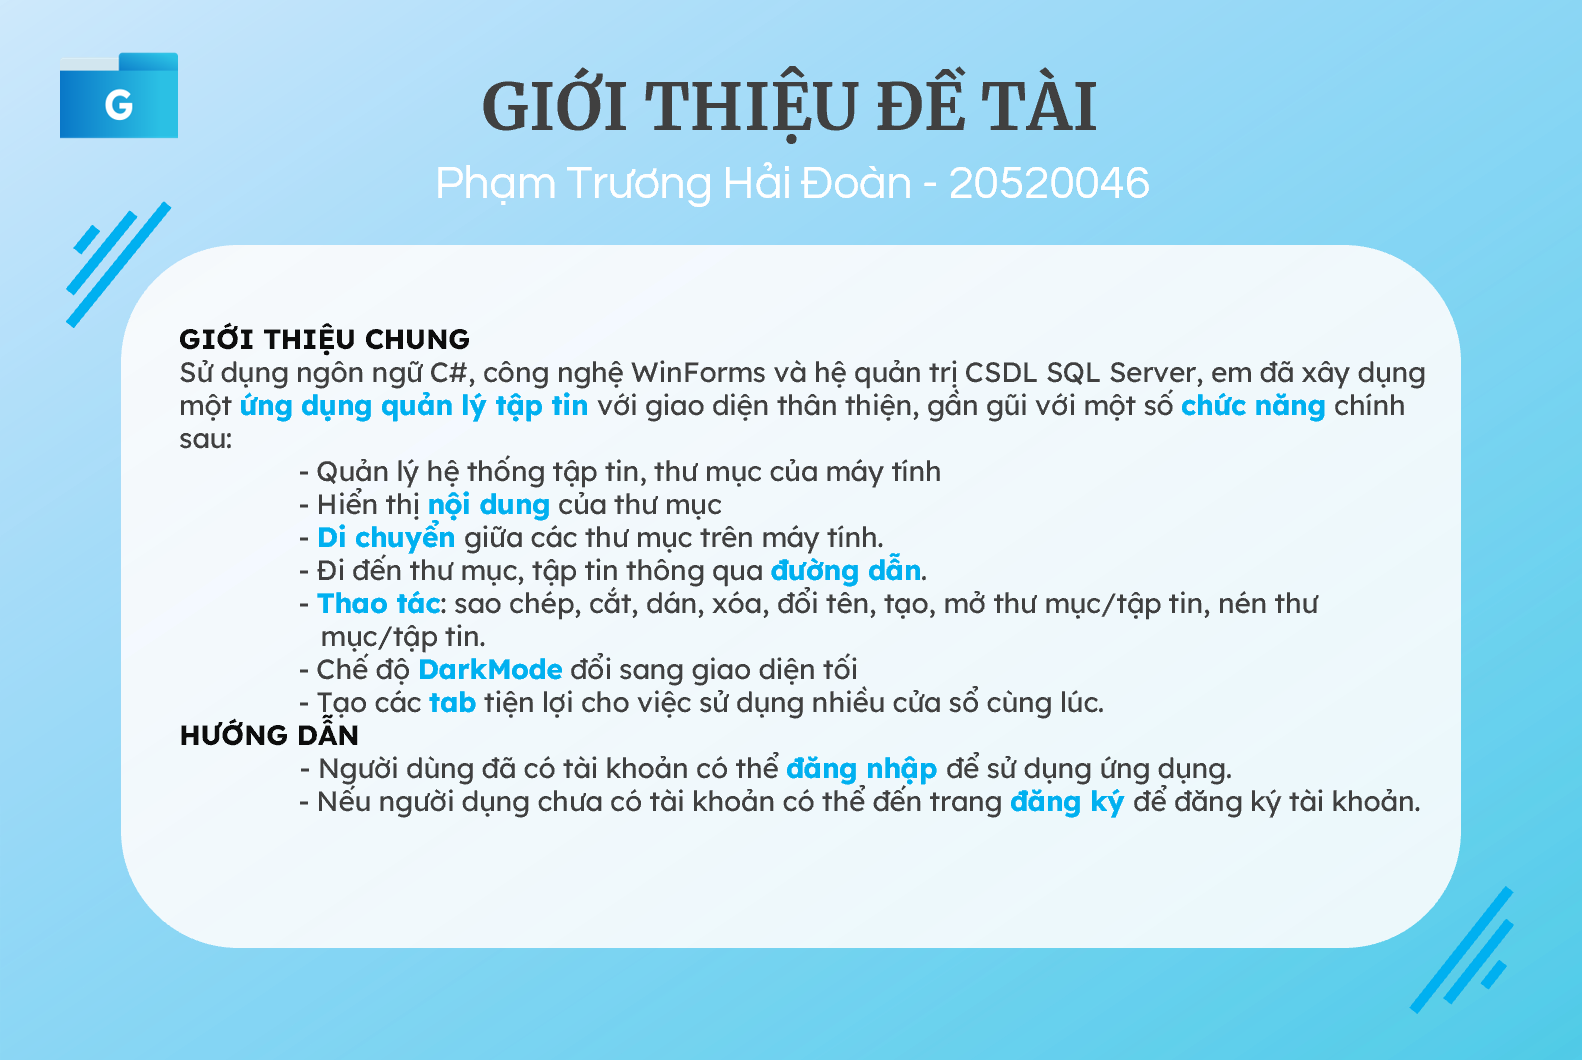 G
GIỚI THIỆU ĐỀ TÀI
Phạm Trương Hải Đoàn - 20520046
GIỚI THIỆU CHUNG
Sử dụng ngôn ngữ C#, công nghệ WinForms và hệ quản trị CSDL SQL Server, em đã xây dụng
một ứng dụng quản lý tập tin với giao diện thân thiện, gần gũi với một số chức năng chính
sau:
- Quản lý hệ thống tập tin, thư mục của máy tính
- Hiển thị nội dung của thư mục
- Di chuyển giữa các thư mục trên máy tính.
- Đi đến thư mục, tập tin thông qua đường dẫn.
- Thao tác: sao chép, cắt, dán, xóa, đổi tên, tạo, mở thư mục/tập tin, nén thư
mục/tập tin.
- Chế độ DarkMode đổi sang giao diện tối
- Tạo các tab tiện lợi cho việc sử dụng nhiều cửa sổ cùng lúc.
HƯỚNG DẪN
- Người dùng đã có tài khoản có thể đăng nhập để sử dụng ứng dụng.
- Nếu người dụng chưa có tài khoản có thể đến trang đăng ký để đăng ký tài khoản.